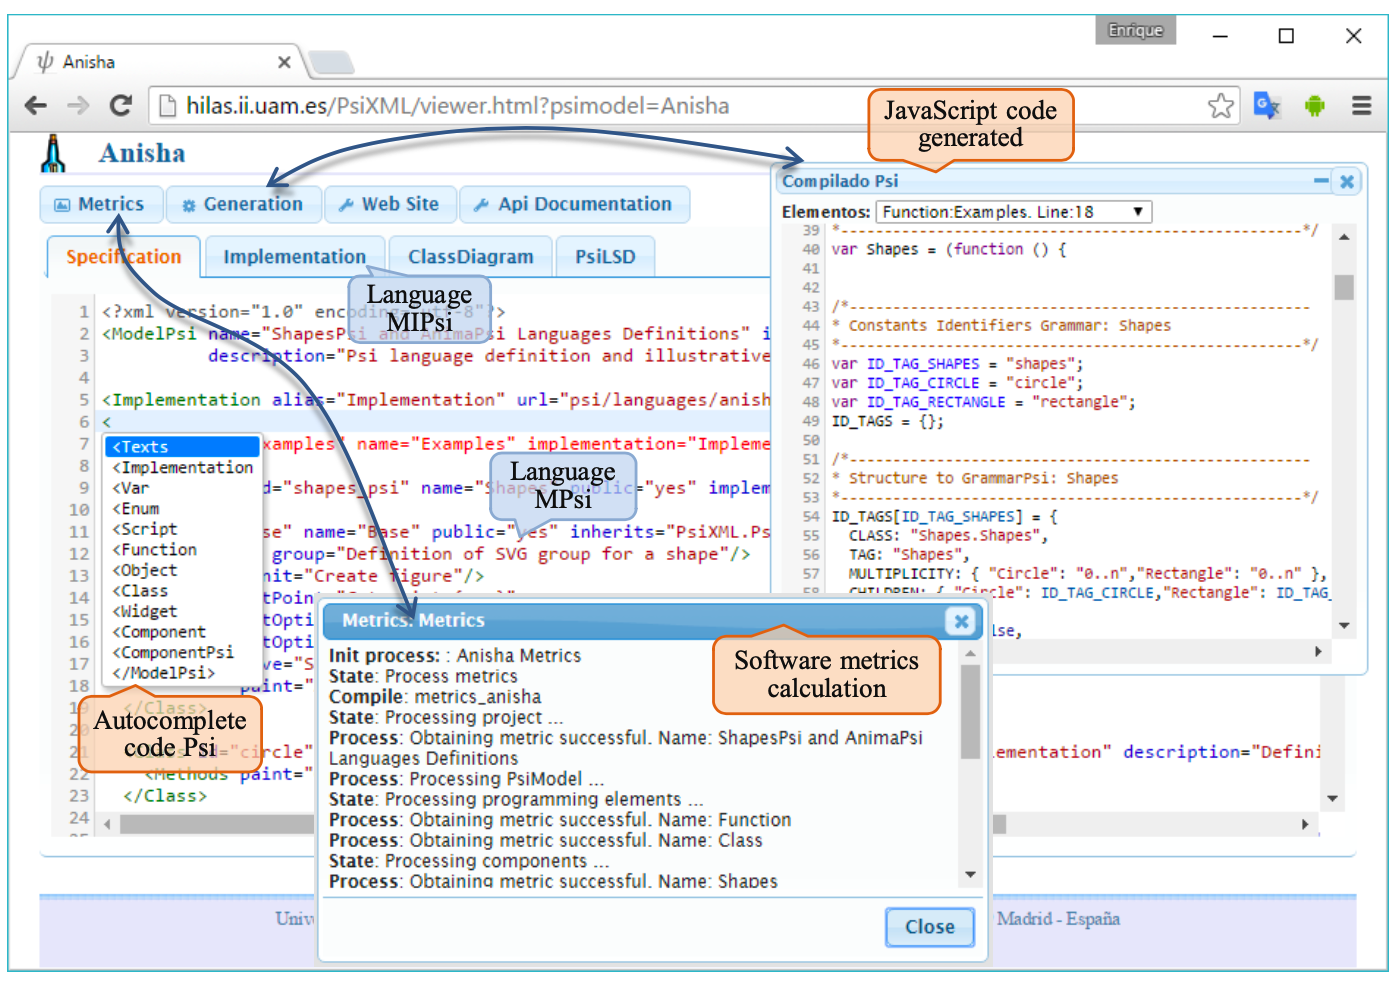 Enrique
ψ Anisha
hilas.ii.uam.es/PsiXML/viewer.html?psimodel=Anisha
JavaScript code
generated
Anisha
Metrics
Generation
Web Site
Api Documentation
Specification
Implementation
ClassDiagram
PsiLSD
Language
MIPsi
1 <?xml version="1.0" encoding="utf-8"?>
2 <ModelPsi name="ShapesPsi and AnimaPsi Languages Definitions" i
3 description="Psi language definition and illustrative
4
5 <Implementation alias="Implementation" url="psi/languages/anish
6 <
7 xamples" name="Examples" implementation="Impleme
8
9 d="shapes_psi" name="Shapes" public="yes" implem
10
11 se" name="Base" public="yes" inherits="PsiXML.Ps
12 group="Definition of SVG group for a shape"/>
13 nit="Create figure"/>
14
15 tOpti
16 tOpti
17 ve="S
18 paint="
19 </Class>
20
21 "circle"
22 <Methods paint="
23 </Class>
24
<Texts
<Implementation
<Var
<Enum
<Script
<Function
<Object
<Class
<Widget
<Component
<ComponentPsi
</ModelPsi>
Language
MPsi
Autocomplete
code Psi
ementation" description="Defini
Compilado Psi
Elementos: Function:Examples. Line:18
39 *----------------------------------------------------*/
40 var Shapes = (function () {
41
42
43 /*----------------------------------------------------
44 * Constants Identifiers Grammar: Shapes
45 *----------------------------------------------------*/
46 var ID_TAG_SHAPES = "shapes";
47 var ID_TAG_CIRCLE = "circle";
48 var ID_TAG_RECTANGLE = "rectangle";
49 ID_TAGS = {};
50
51 /*----------------------------------------------------
52 * Structure to GrammarPsi: Shapes
53 *----------------------------------------------------*/
54 ID_TAGS[ID_TAG_SHAPES] = {
55 CLASS: "Shapes.Shapes",
56 TAG: "Shapes",
57 MULTIPLICITY: { "Circle": "0..n","Rectangle": "0..n" },
58 CHILDREN: { "Circle": ID_TAG_CIRCLE,"Rectangle": ID_TAG_
lse,
Metrics: Metrics
Software metrics
calculation
Init process: : Anisha Metrics
State: Process metrics
Compile: metrics_anisha
State: Processing project ...
Process: Obtaining metric successful. Name: ShapesPsi and AnimaPsi
Languages Definitions
Process: Processing PsiModel ...
State: Processing programming elements ...
Process: Obtaining metric successful. Name: Function
Process: Obtaining metric successful. Name: Class
State: Processing components ...
Process: Obtaining metric successful. Name: Shapes
Close
Univ
Madrid - España